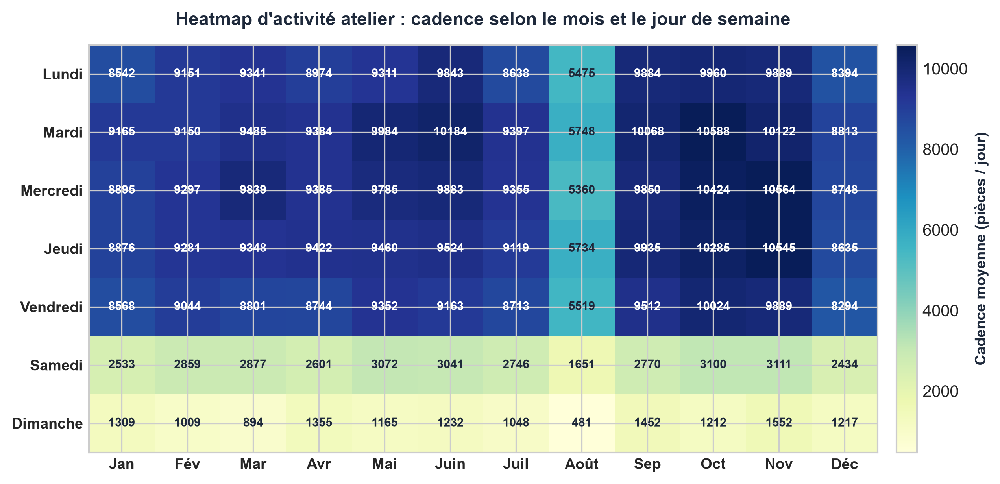 Heatmap d'activité atelier : cadence selon le mois et le jour de semaine
Lundi 8542 9151 9341 8974 9311 9843 8638 5475 9884 9960 9889 8394
Mardi 9165 9150 9485 9384 9984 10184 9397 5748 10068 10588 10122 8813
Mercredi 8895 9297 9839 9385 9785 9883 9355 5360 9850 10424 10564 8748
Jeudi 8876 9281 9348 9422 9460 9524 9119 5734 9935 10285 10545 8635
Vendredi 8568 9044 8801 8744 9352 9163 8713 5519 9512 10024 9889 8294
Samedi 2533 2859 2877 2601 3072 3041 2746 1651 2770 3100 3111 2434
Dimanche 1309 1009 894 1355 1165 1232 1048 481 1452 1212 1552 1217
Jan Fév Mar Avr Mai Juin Juil Août Sep Oct Nov Déc
10000
8000
6000
4000
2000
Cadence moyenne (pièces / jour)